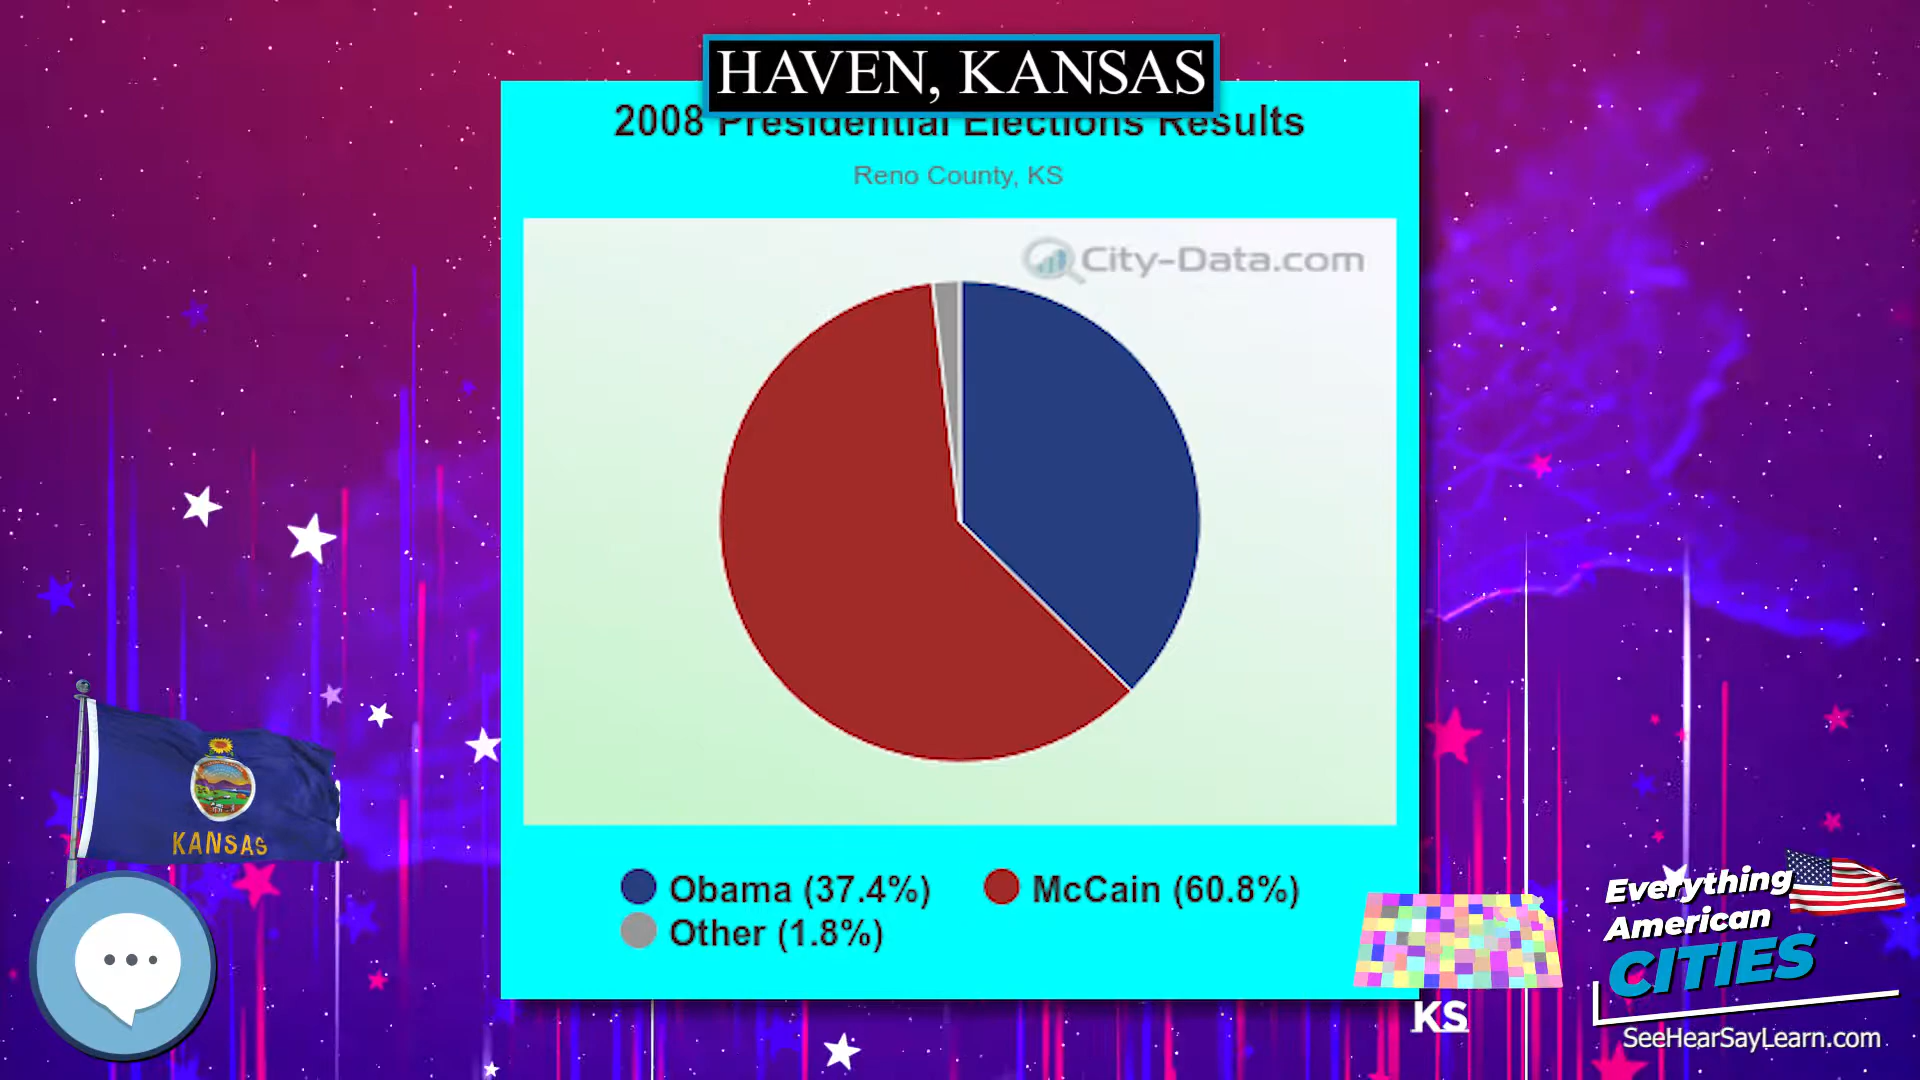 HAVEN, KANSAS
2008 Presidential Elections Results
Reno County, KS
City-Data.com
Obama (37.4%) McCain (60.8%)
Other (1.8%)
KANSAS
KS
Everything
American
CITIES
SeeHearSayLearn.com